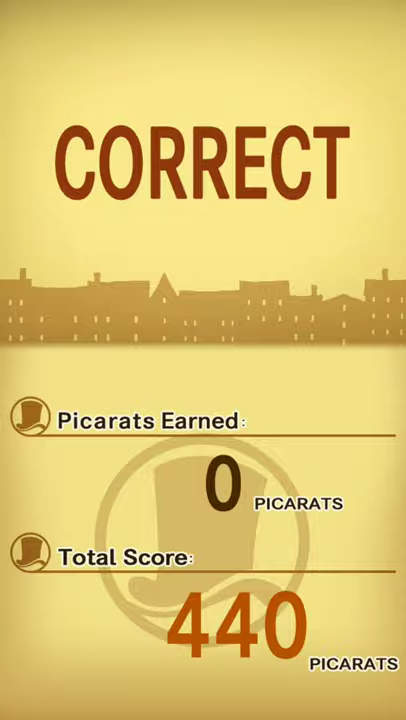 CORRECT
Picarats Earned:
0 PICARATS
Total Score:
440 PICARATS